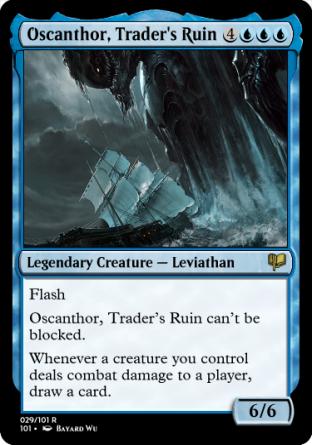 Oscanthor, Trader's Ruin 4
Legendary Creature — Leviathan
Flash
Oscanthor, Trader's Ruin can't be
blocked.
Whenever a creature you control
deals combat damage to a player,
draw a card.
6/6
029/101 R
101 • Bayard Wu